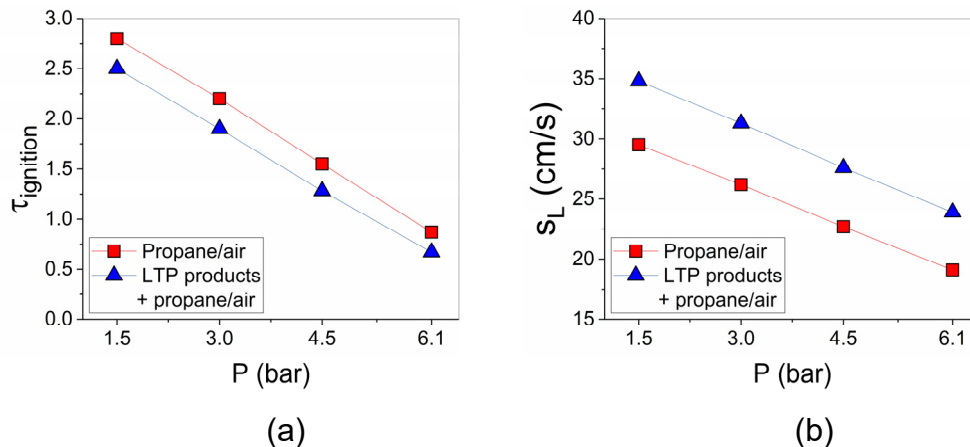 3.0
2.5
2.0
1.5
1.0
0.5
0.0
τignition
Propane/air
LTP products
+ propane/air
1.5 3.0 4.5 6.1
P (bar)
(a)
40
35
30
25
20
15
sL (cm/s)
Propane/air
LTP products
+ propane/air
1.5 3.0 4.5 6.1
P (bar)
(b)